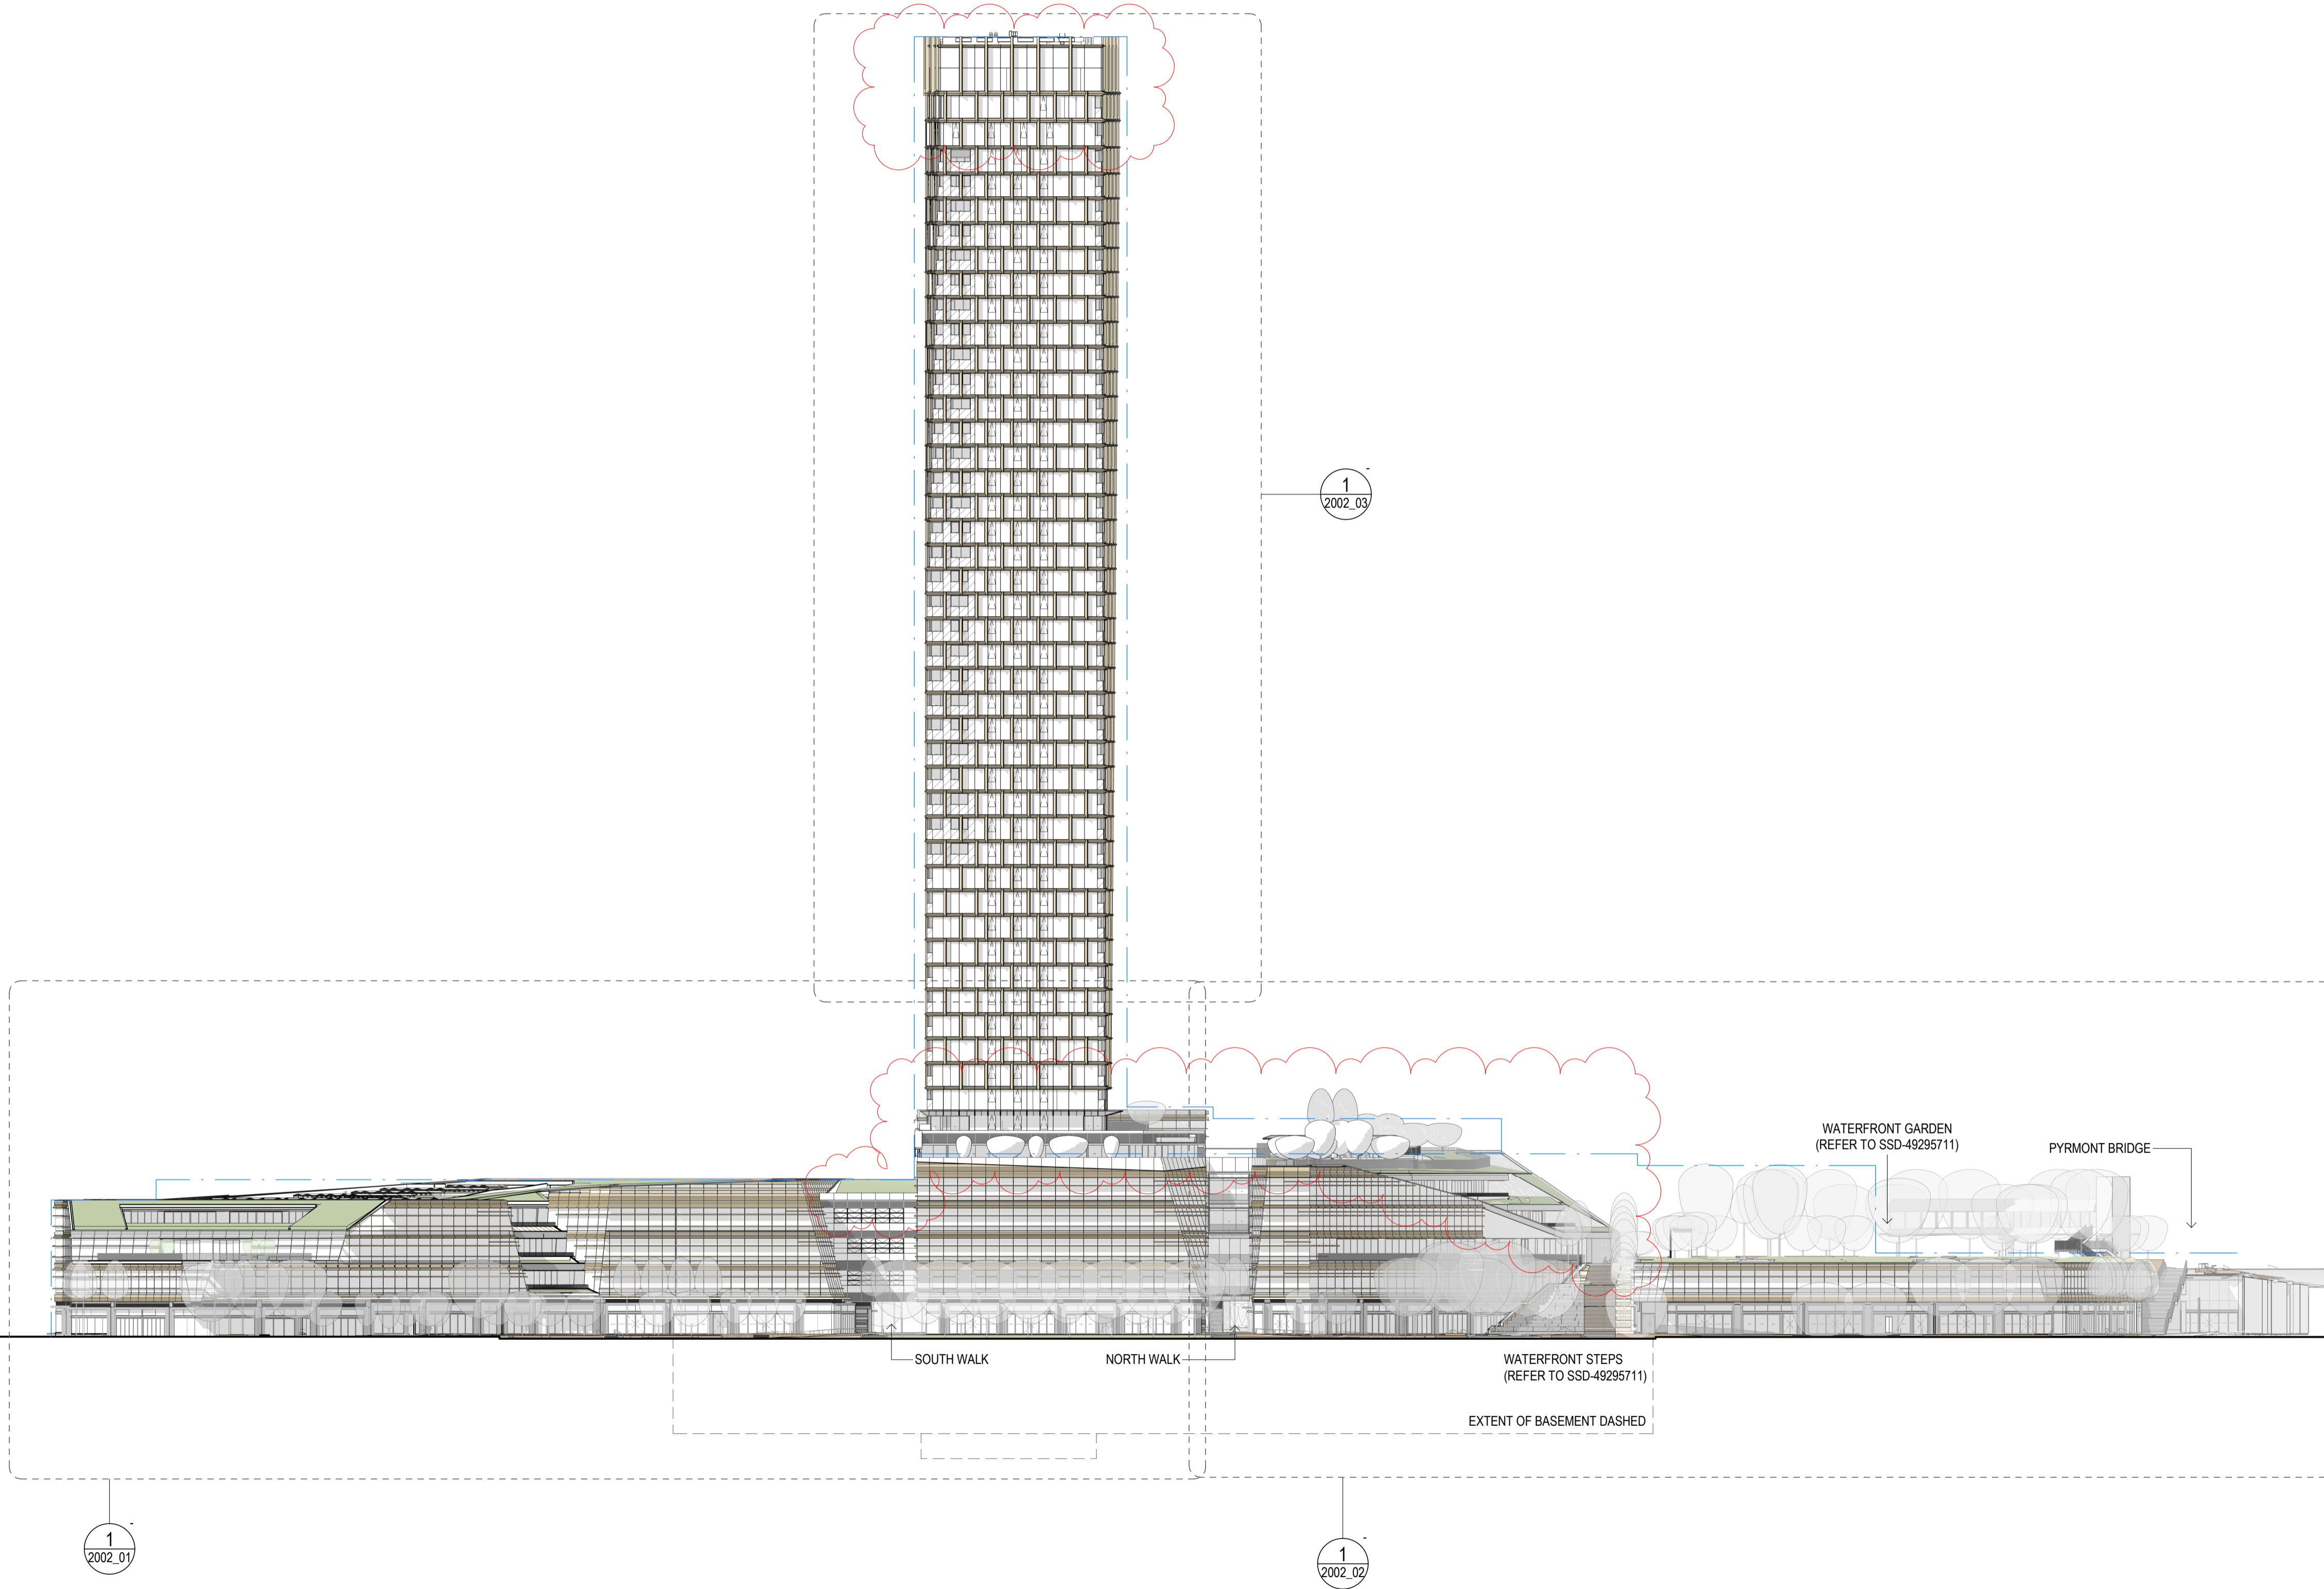 1
2002_03
WATERFRONT GARDEN
(REFER TO SSD-49295711)
PYRMONT BRIDGE
SOUTH WALK
NORTH WALK
WATERFRONT STEPS
(REFER TO SSD-49295711)
EXTENT OF BASEMENT DASHED
1
2002_01
1
2002_02